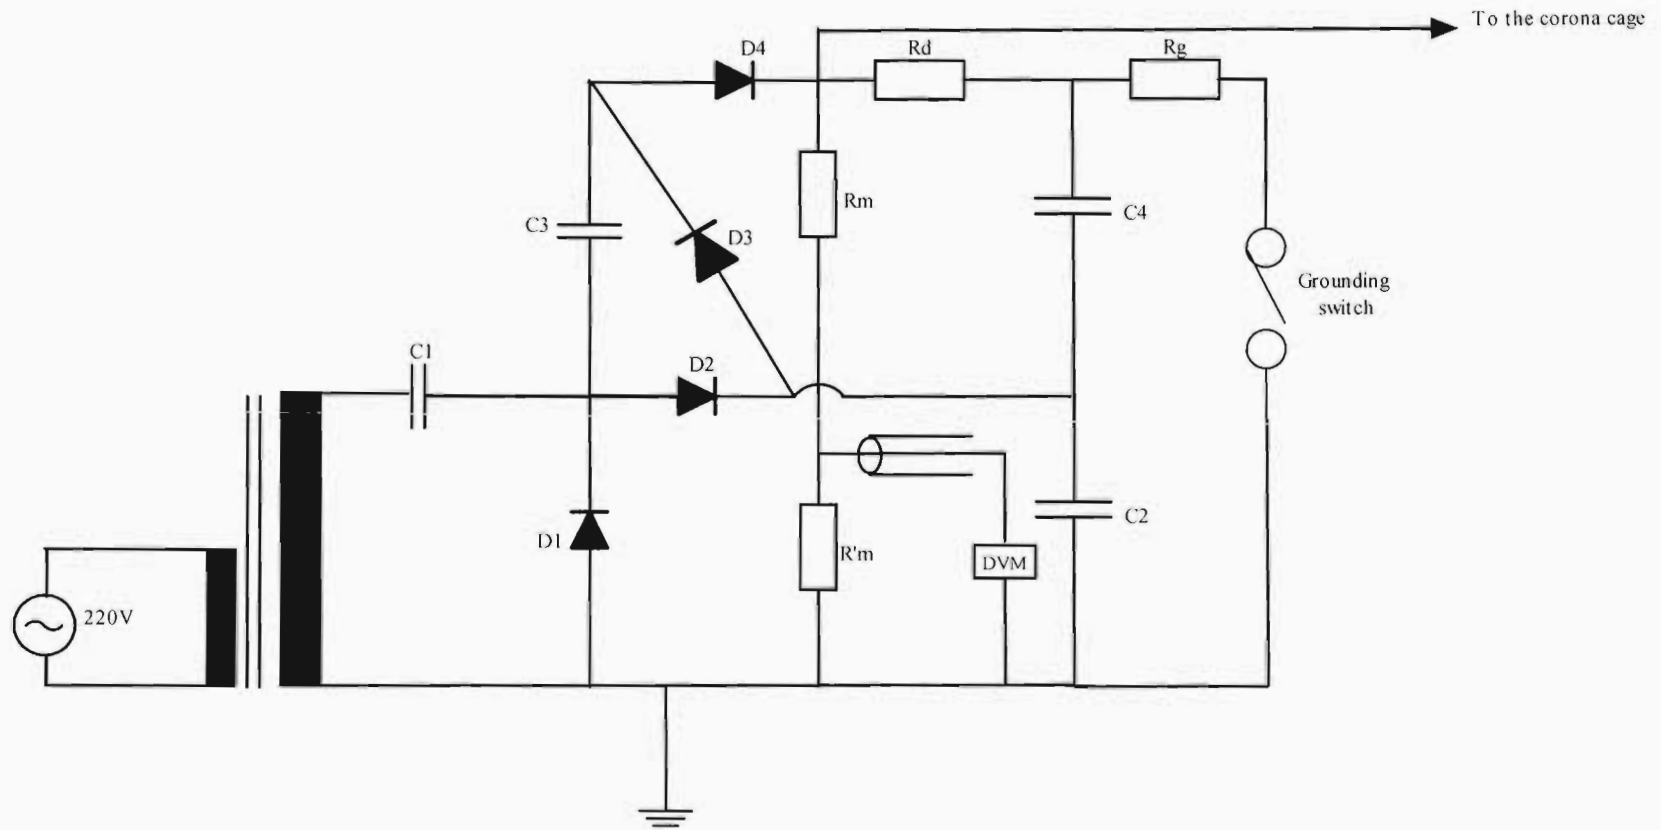 To the corona cage
D4
Rd
Rg
Rm
C3
D3
C4
Grounding
switch
C1
D2
D1
R'm
C2
DVM
220V